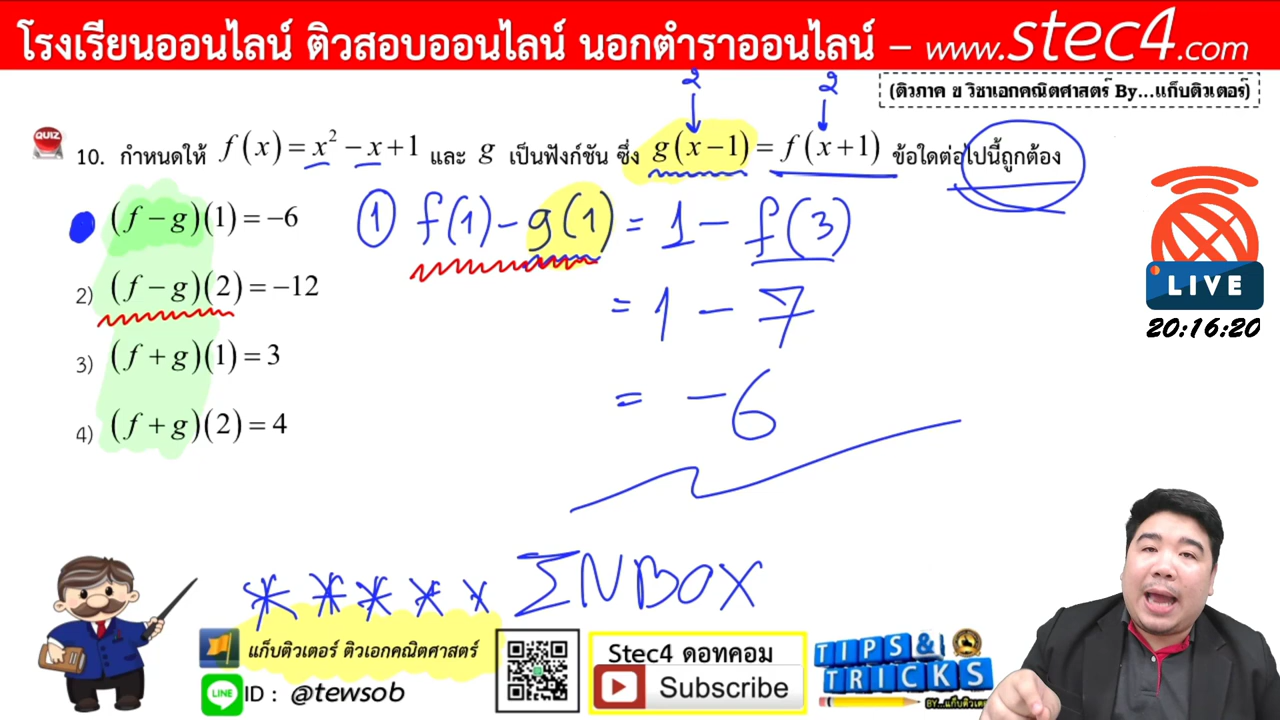 โรงเรียนออนไลน์ ติวสอบออนไลน์ นอกตำราออนไลน์ – www.stec4.com
(ติวภาค ข วิชาเอกคณิตศาสตร์ By...แก็บติวเตอร์)
2 2
QUIZ
10. กำหนดให้ f(x) = x² − x + 1 และ g เป็นฟังก์ชัน ซึ่ง g(x−1) = f(x+1) ข้อใดต่อไปนี้ถูกต้อง
(f − g)(1) = −6
① f(1) − g(1) = 1 − f(3)
2) (f − g)(2) = −12
= 1 − 7
3) (f + g)(1) = 3
= −6
4) (f + g)(2) = 4
LIVE
20:16:20
INBOX
แก็บติวเตอร์ ติวเอกคณิตศาสตร์
LINE ID : @tewsob
Stec4 ดอทคอม
Subscribe
TIPS &
TRICKS